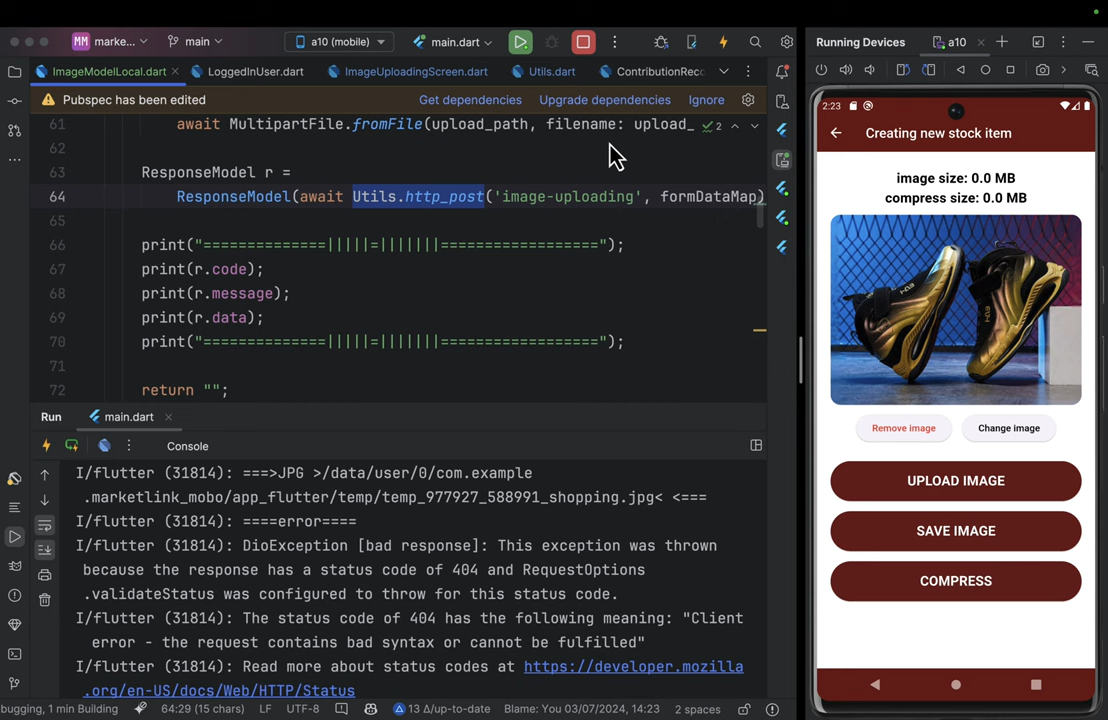 MM marke...
main
a10 (mobile)
main.dart
Running Devices
a10
ImageModelLocal.dart
LoggedInUser.dart
ImageUploadingScreen.dart
Utils.dart
ContributionRecc
Pubspec has been edited
Get dependencies
Upgrade dependencies
Ignore
61 await MultipartFile.fromFile(upload_path, filename: upload_
2
62
63 ResponseModel r =
64 ResponseModel(await Utils.http_post('image-uploading', formDataMap)
65
66 print("==============|||||=|||||||==================");
67 print(r.code);
68 print(r.message);
69 print(r.data);
70 print("==============|||||=|||||||==================");
71
72 return "";
Run
main.dart
Console
I/flutter (31814): ===>JPG >/data/user/0/com.example
.marketlink_mobo/app_flutter/temp/temp_977927_588991_shopping.jpg< <===
I/flutter (31814): ====error====
I/flutter (31814): DioException [bad response]: This exception was thrown
because the response has a status code of 404 and RequestOptions
.validateStatus was configured to throw for this status code.
I/flutter (31814): The status code of 404 has the following meaning: "Client
error - the request contains bad syntax or cannot be fulfilled"
I/flutter (31814): Read more about status codes at https://developer.mozilla
.org/en-US/docs/Web/HTTP/Status
bugging, 1 min Building
64:29 (15 chars)
LF
UTF-8
13 Δ/up-to-date
Blame: You 03/07/2024, 14:23
2 spaces
2:23
Creating new stock item
image size: 0.0 MB
compress size: 0.0 MB
Remove image
Change image
UPLOAD IMAGE
SAVE IMAGE
COMPRESS